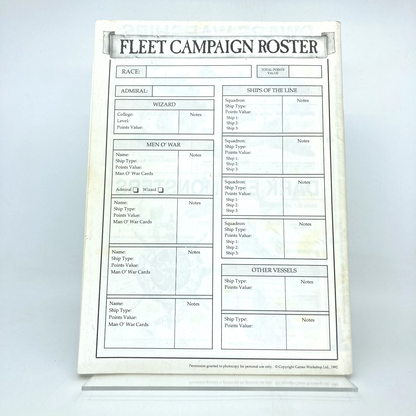 FLEET CAMPAIGN ROSTER
RACE:
TOTAL POINTS
VALUE
ADMIRAL:
WIZARD
College:
Level:
Points Value:
Notes
MEN O' WAR
Name:
Ship Type:
Points Value:
Man O' War Cards
Notes
Admiral
Wizard
Name:
Ship Type:
Points Value:
Man O' War Cards
Notes
Name:
Ship Type:
Points Value:
Man O' War Cards
Notes
Name:
Ship Type:
Points Value:
Man O' War Cards
Notes
SHIPS OF THE LINE
Squadron:
Ship Type:
Points Value:
Ship 1
Ship 2
Ship 3
Notes
Squadron:
Ship Type:
Points Value:
Ship 1
Ship 2
Ship 3
Notes
Squadron:
Ship Type:
Points Value:
Ship 1
Ship 2
Ship 3
Notes
Squadron:
Ship Type:
Points Value:
Ship 1
Ship 2
Ship 3
Notes
OTHER VESSELS
Ship Type:
Points Value:
Notes
Ship Type:
Points Value:
Notes
Permission granted to photocopy for personal use only. © Copyright Games Workshop Ltd., 1992